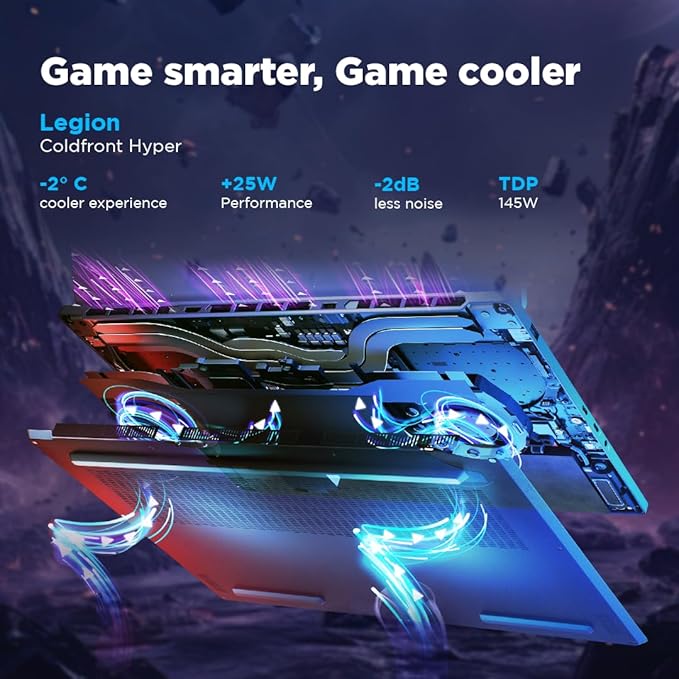 Game smarter, Game cooler
Legion
Coldfront Hyper
-2° C
cooler experience
+25W
Performance
-2dB
less noise
TDP
145W